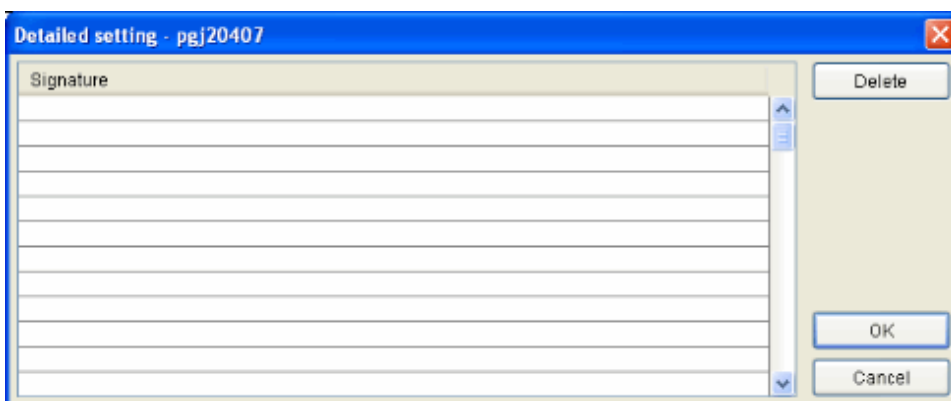 Detailed setting - pgj20407
Signature
Delete
OK
Cancel